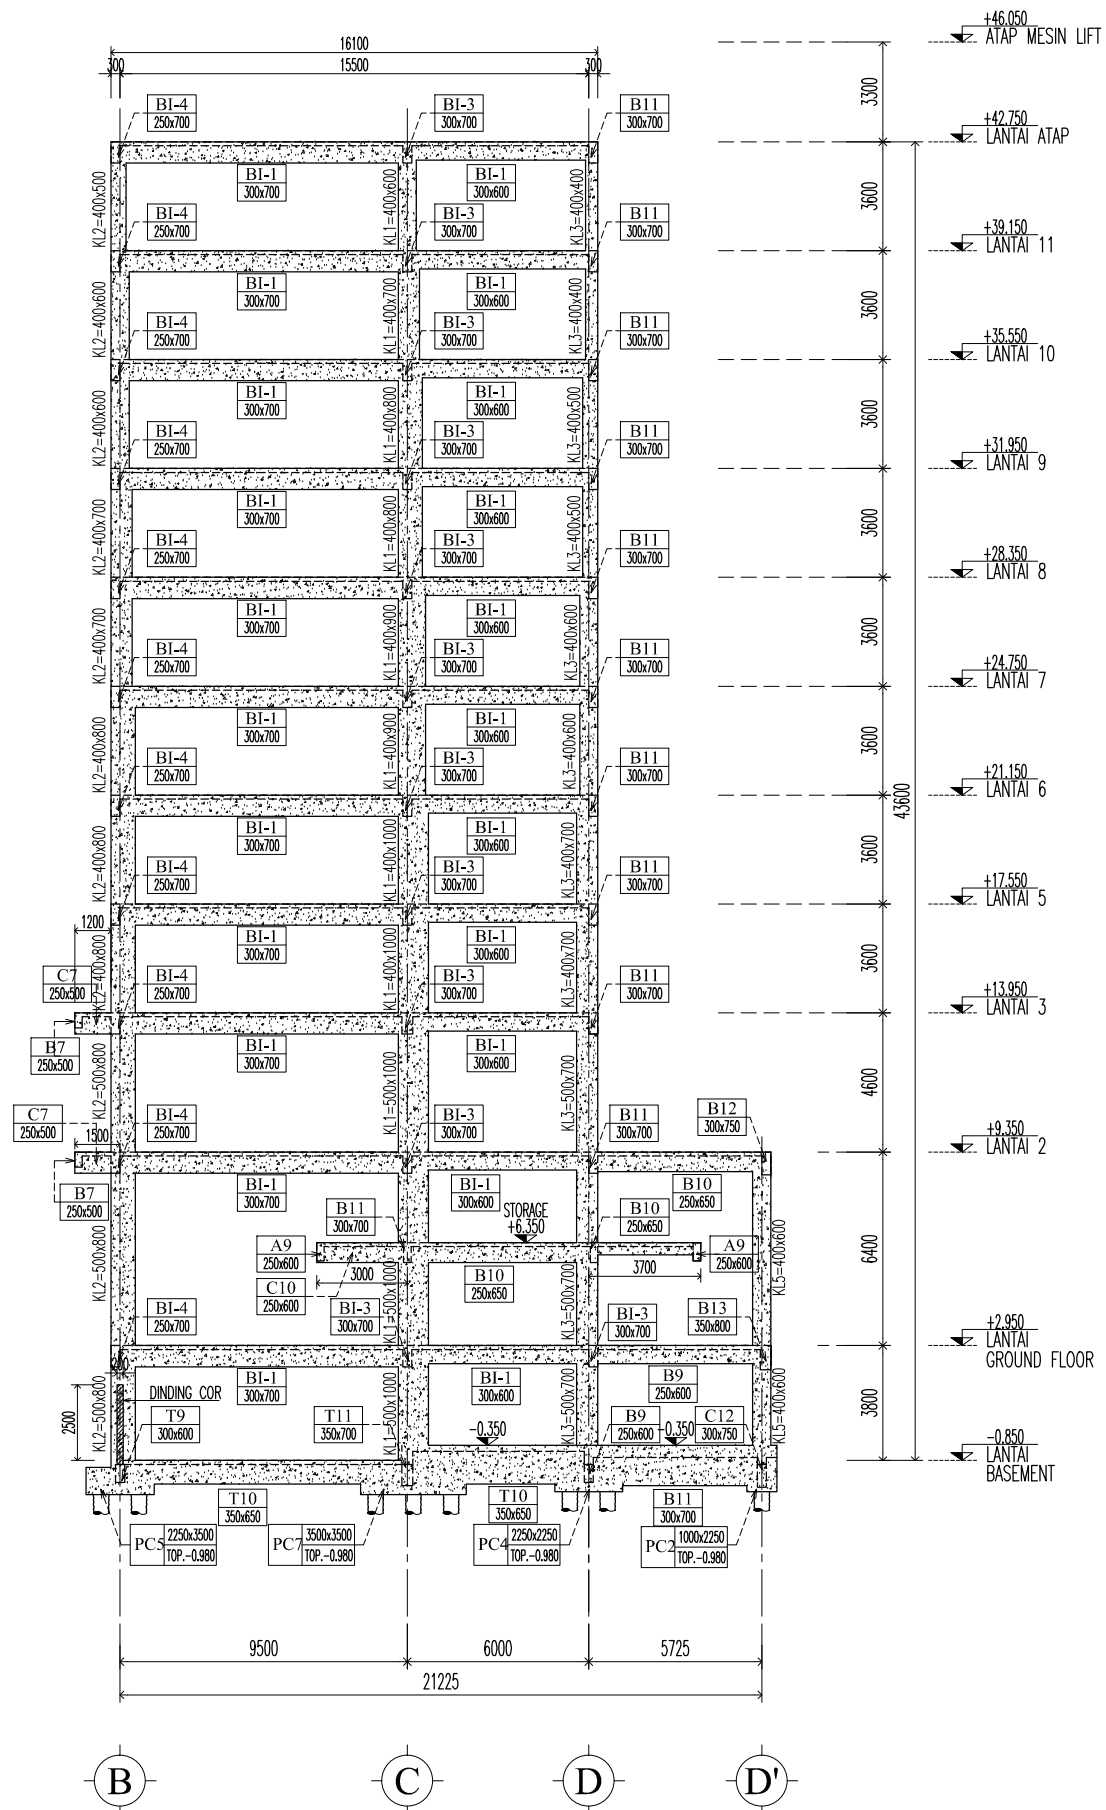 +46.050
ATAP MESIN LIFT
16100
300
15500
300
3300
BI-4
250x700
BI-3
300x700
B11
300x700
+42.750
LANTAI ATAP
KL2=400x500
BI-1
300x700
KL1=400x600
BI-1
300x600
KL3=400x400
3600
BI-4
250x700
BI-3
300x700
B11
300x700
+39.150
LANTAI 11
KL2=400x600
BI-1
300x700
KL1=400x700
BI-1
300x600
KL3=400x400
3600
BI-4
250x700
BI-3
300x700
B11
300x700
+35.550
LANTAI 10
KL2=400x600
BI-1
300x700
KL1=400x800
BI-1
300x600
KL3=400x500
3600
BI-4
250x700
BI-3
300x700
B11
300x700
+31.950
LANTAI 9
KL2=400x700
BI-1
300x700
KL1=400x800
BI-1
300x600
KL3=400x500
3600
BI-4
250x700
BI-3
300x700
B11
300x700
+28.350
LANTAI 8
KL2=400x700
BI-1
300x700
KL1=400x900
BI-1
300x600
KL3=400x600
3600
BI-4
250x700
BI-3
300x700
B11
300x700
+24.750
LANTAI 7
KL2=400x800
BI-1
300x700
KL1=400x900
BI-1
300x600
KL3=400x600
3600
BI-4
250x700
BI-3
300x700
B11
300x700
+21.150
LANTAI 6
43600
KL2=400x800
BI-1
300x700
KL1=400x1000
BI-1
300x600
KL3=400x700
3600
BI-4
250x700
BI-3
300x700
B11
300x700
+17.550
LANTAI 5
1200
KL2=400x800
BI-1
300x700
KL1=400x1000
BI-1
300x600
KL3=400x700
3600
C7
250x500
BI-4
250x700
BI-3
300x700
B11
300x700
+13.950
LANTAI 3
B7
250x500
KL2=500x800
BI-1
300x700
KL1=500x1000
BI-1
300x600
KL3=500x700
4600
C7
250x500
1500
BI-4
250x700
BI-3
300x700
B11
300x700
B12
300x750
+9.350
LANTAI 2
B7
250x500
KL2=500x800
BI-1
300x700
BI-1
300x600
B10
250x650
B11
300x700
STORAGE
+6.350
B10
250x650
A9
250x600
A9
250x600
3000
3700
C10
250x600
B10
250x650
KL1=500x1000
KL3=500x700
KL5=400x600
6400
BI-4
250x700
BI-3
300x700
BI-3
300x700
B13
350x800
+2.950
LANTAI
GROUND FLOOR
200
2500
KL2=500x800
DINDING COR
BI-1
300x700
KL1=500x1000
BI-1
300x600
KL3=500x700
B9
250x600
KL5=400x600
3800
T9
300x600
T11
350x700
-0.350
B9
250x600
-0.350
C12
300x750
-0.850
LANTAI
BASEMENT
T10
350x650
T10
350x650
B11
300x700
PC5
2250x3500
TOP.-0.980
PC7
3500x3500
TOP.-0.980
PC4
2250x2250
TOP.-0.980
PC2
1000x2250
TOP.-0.980
9500
6000
5725
21225
B
C
D
D'